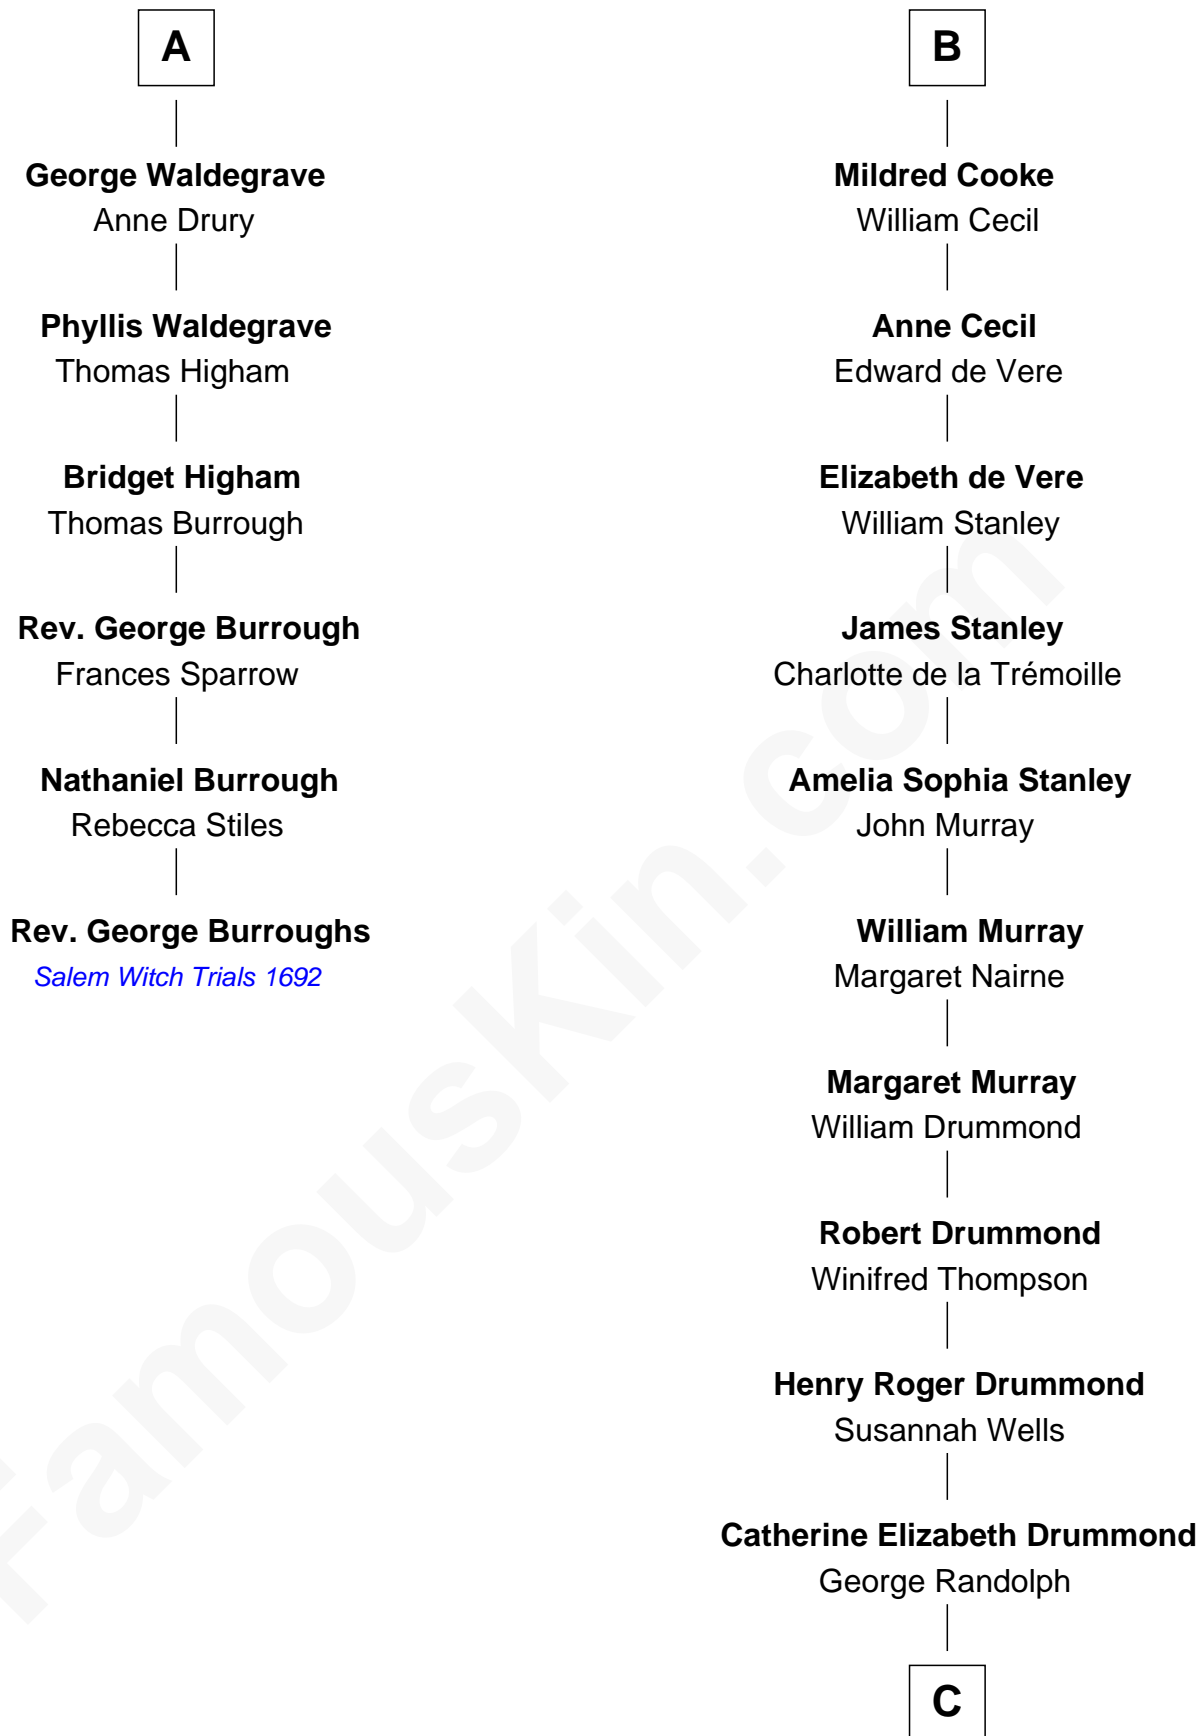 A
George Waldegrave
Anne Drury
Phyllis Waldegrave
Thomas Higham
Bridget Higham
Thomas Burrough
Rev. George Burrough
Frances Sparrow
Nathaniel Burrough
Rebecca Stiles
Rev. George Burroughs
Salem Witch Trials 1692
B
Mildred Cooke
William Cecil
Anne Cecil
Edward de Vere
Elizabeth de Vere
William Stanley
James Stanley
Charlotte de la Trémoille
Amelia Sophia Stanley
John Murray
William Murray
Margaret Nairne
Margaret Murray
William Drummond
Robert Drummond
Winifred Thompson
Henry Roger Drummond
Susannah Wells
Catherine Elizabeth Drummond
George Randolph
C
FamousKin.com